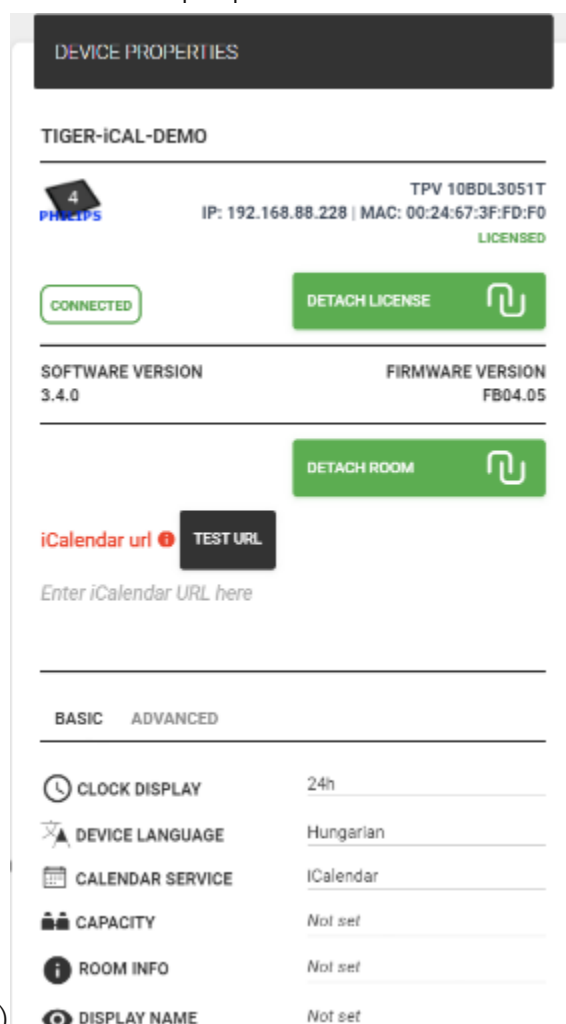 DEVICE PROPERTIES
TIGER-iCAL-DEMO
4
PHILIPS
TPV 10BDL3051T
IP: 192.168.88.228 | MAC: 00:24:67:3F:FD:F0
LICENSED
CONNECTED
DETACH LICENSE
SOFTWARE VERSION
3.4.0
FIRMWARE VERSION
FB04.05
DETACH ROOM
iCalendar url
TEST URL
Enter iCalendar URL here
BASIC ADVANCED
CLOCK DISPLAY 24h
DEVICE LANGUAGE Hungarian
CALENDAR SERVICE ICalendar
CAPACITY Not set
ROOM INFO Not set
DISPLAY NAME Not set